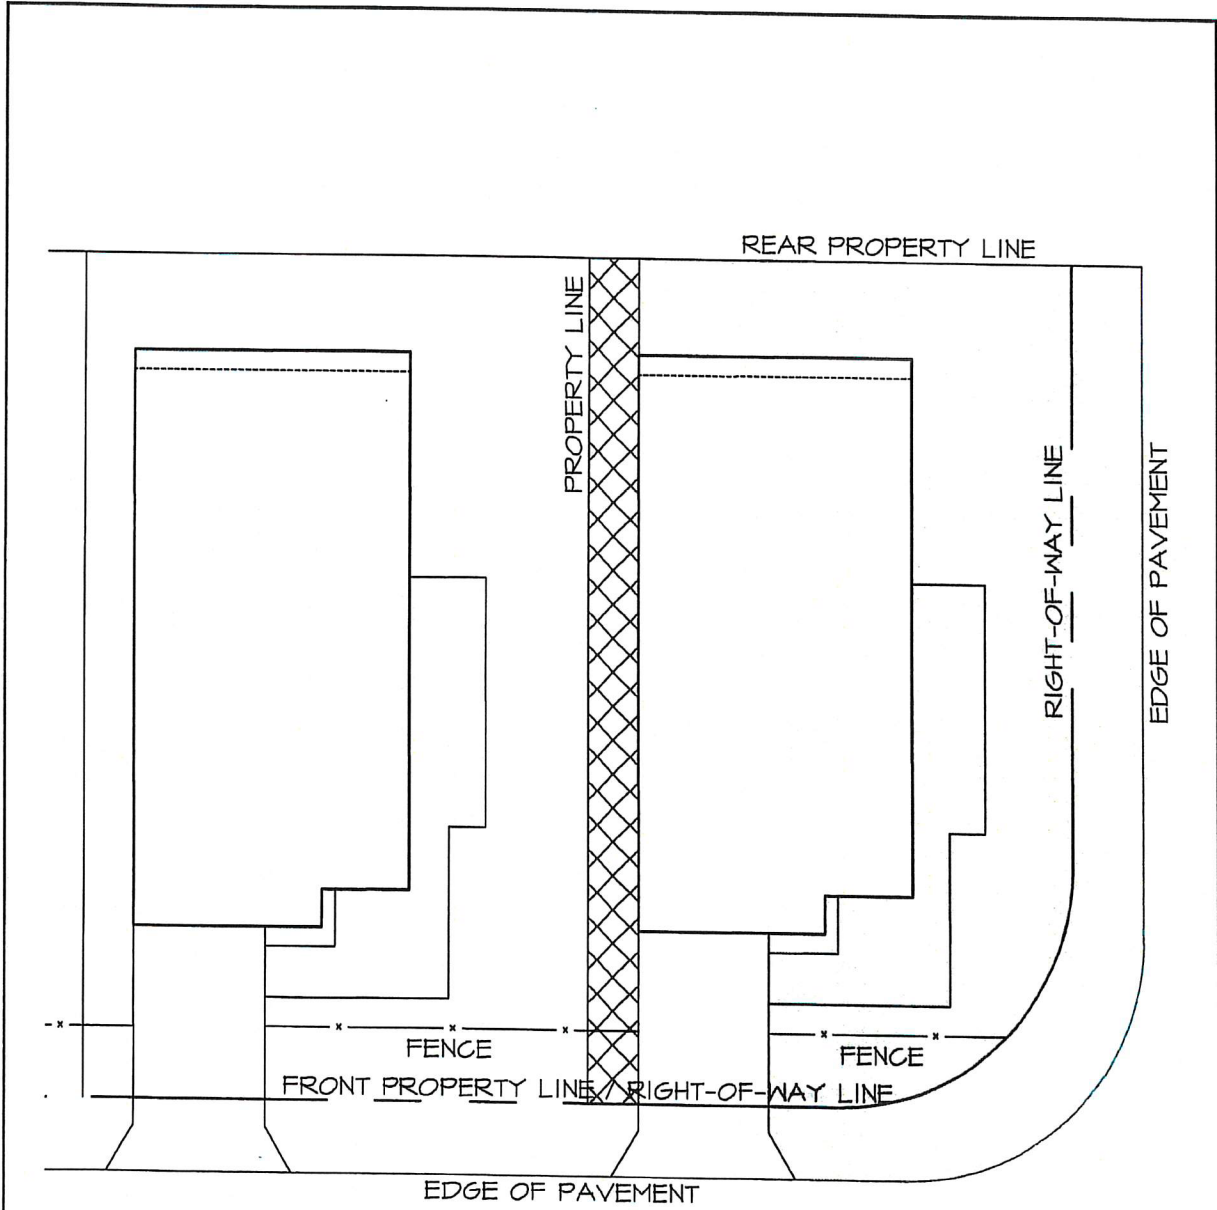 REAR PROPERTY LINE
PROPERTY LINE
RIGHT-OF-WAY LINE
EDGE OF PAVEMENT
FENCE
FENCE
FRONT PROPERTY LINE / RIGHT-OF-WAY LINE
EDGE OF PAVEMENT